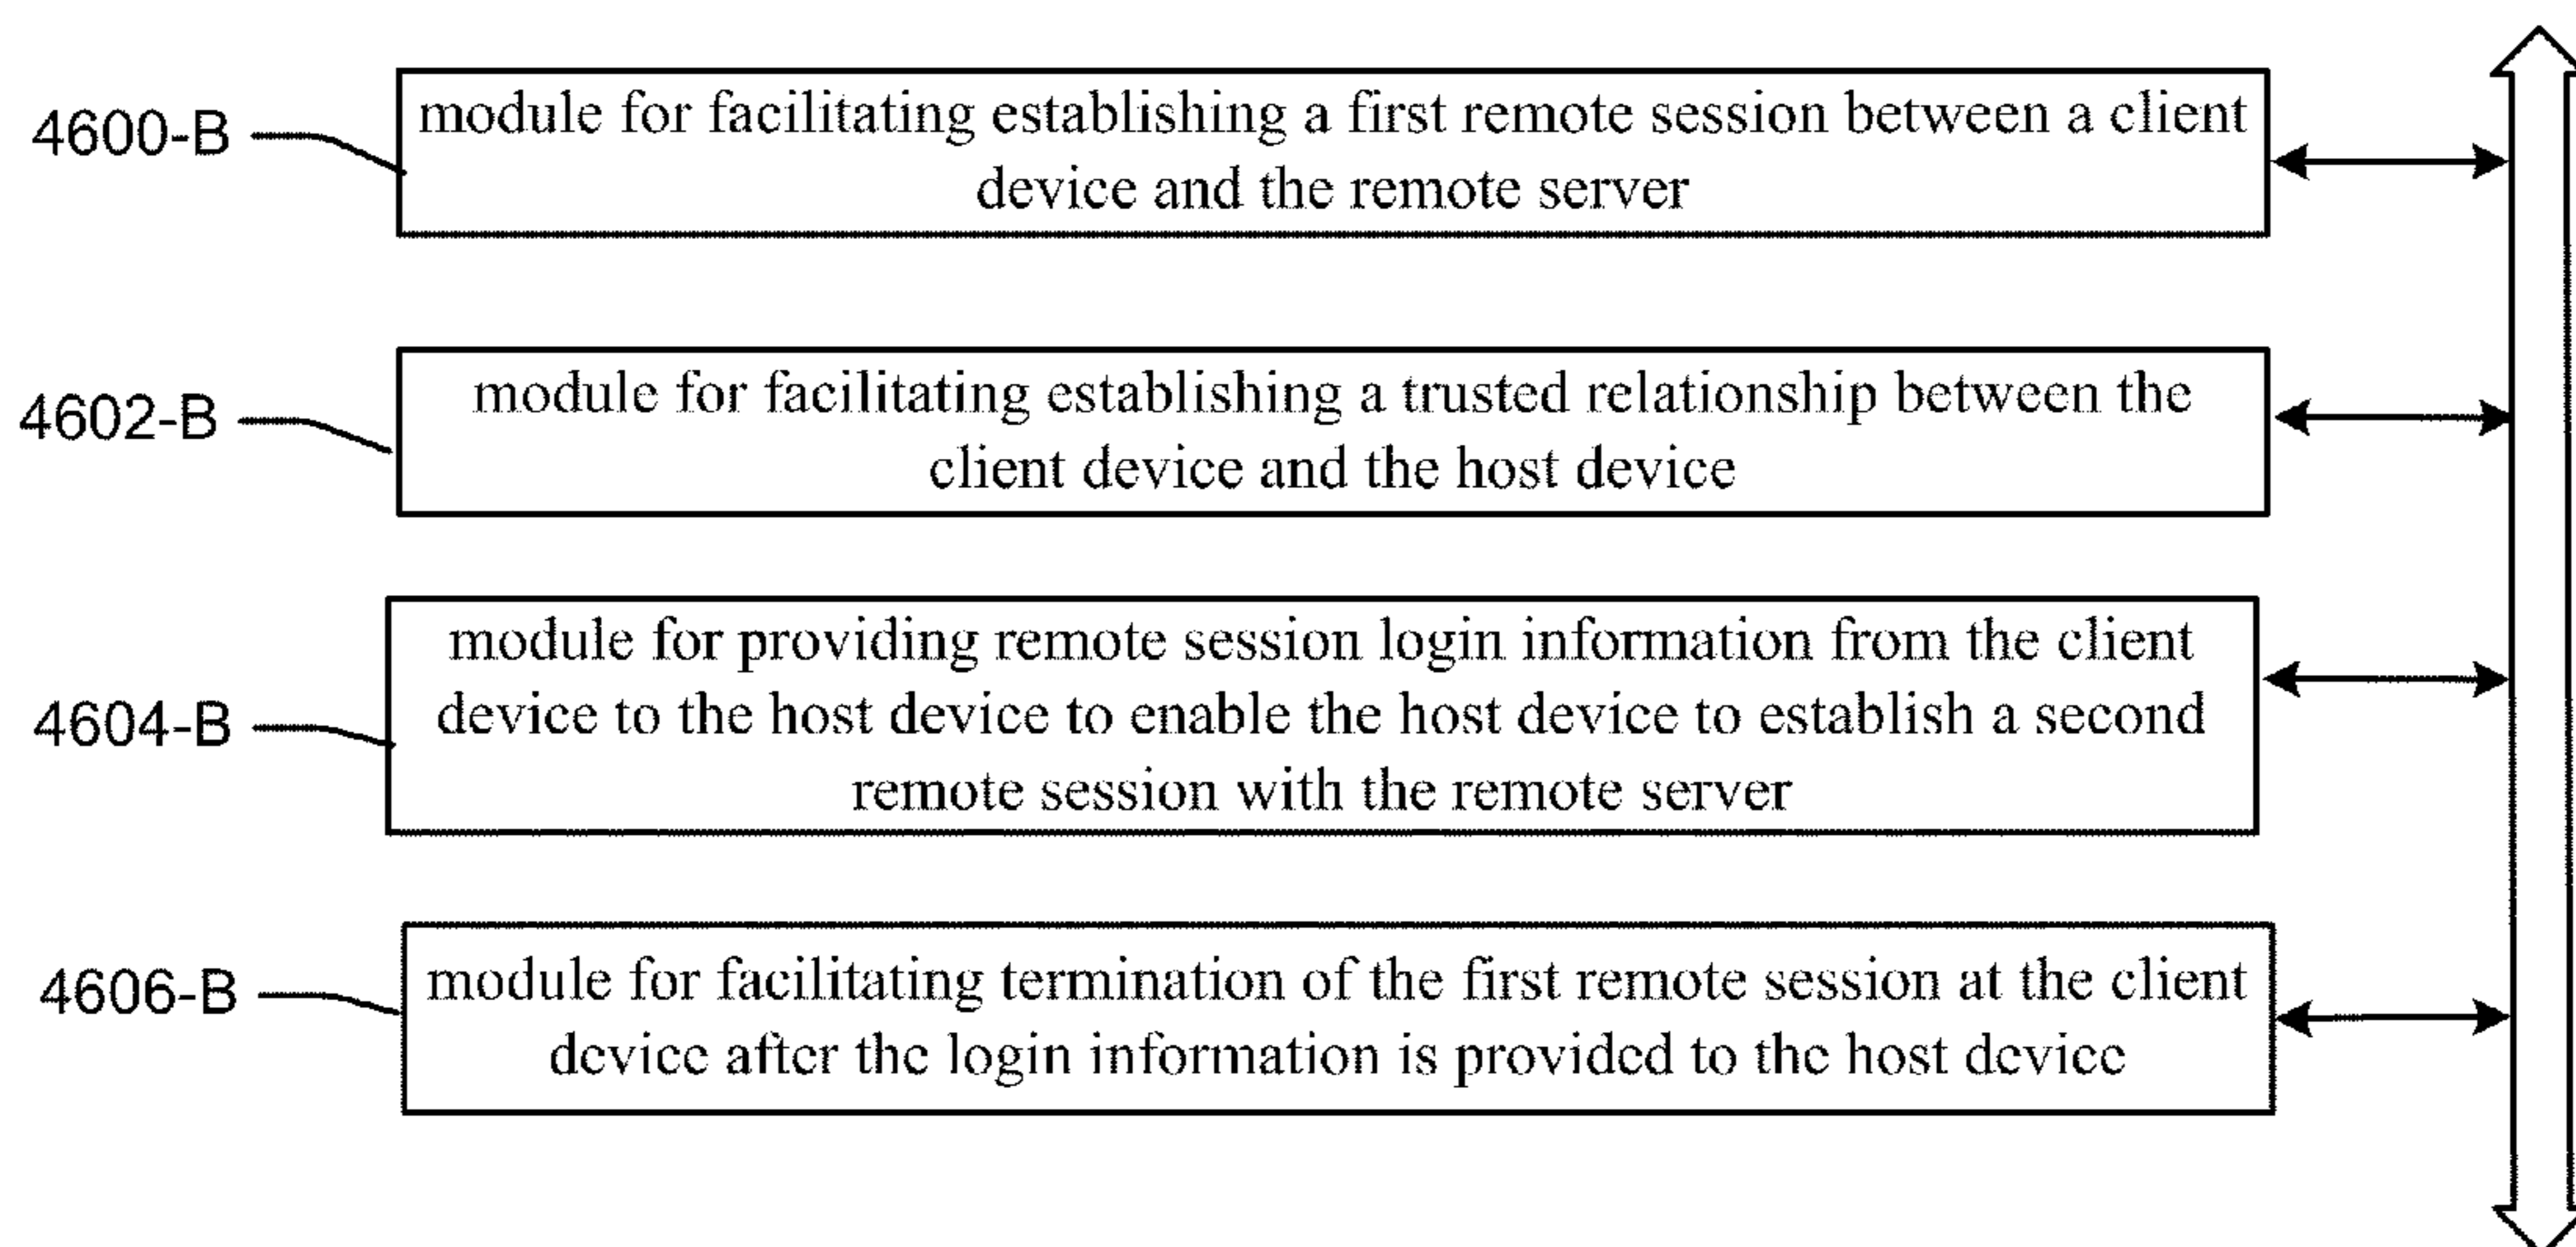 4600-B
module for facilitating establishing a first remote session between a client
device and the remote server
4602-B
module for facilitating establishing a trusted relationship between the
client device and the host device
4604-B
module for providing remote session login information from the client
device to the host device to enable the host device to establish a second
remote session with the remote server
4606-B
module for facilitating termination of the first remote session at the client
device after the login information is provided to the host device